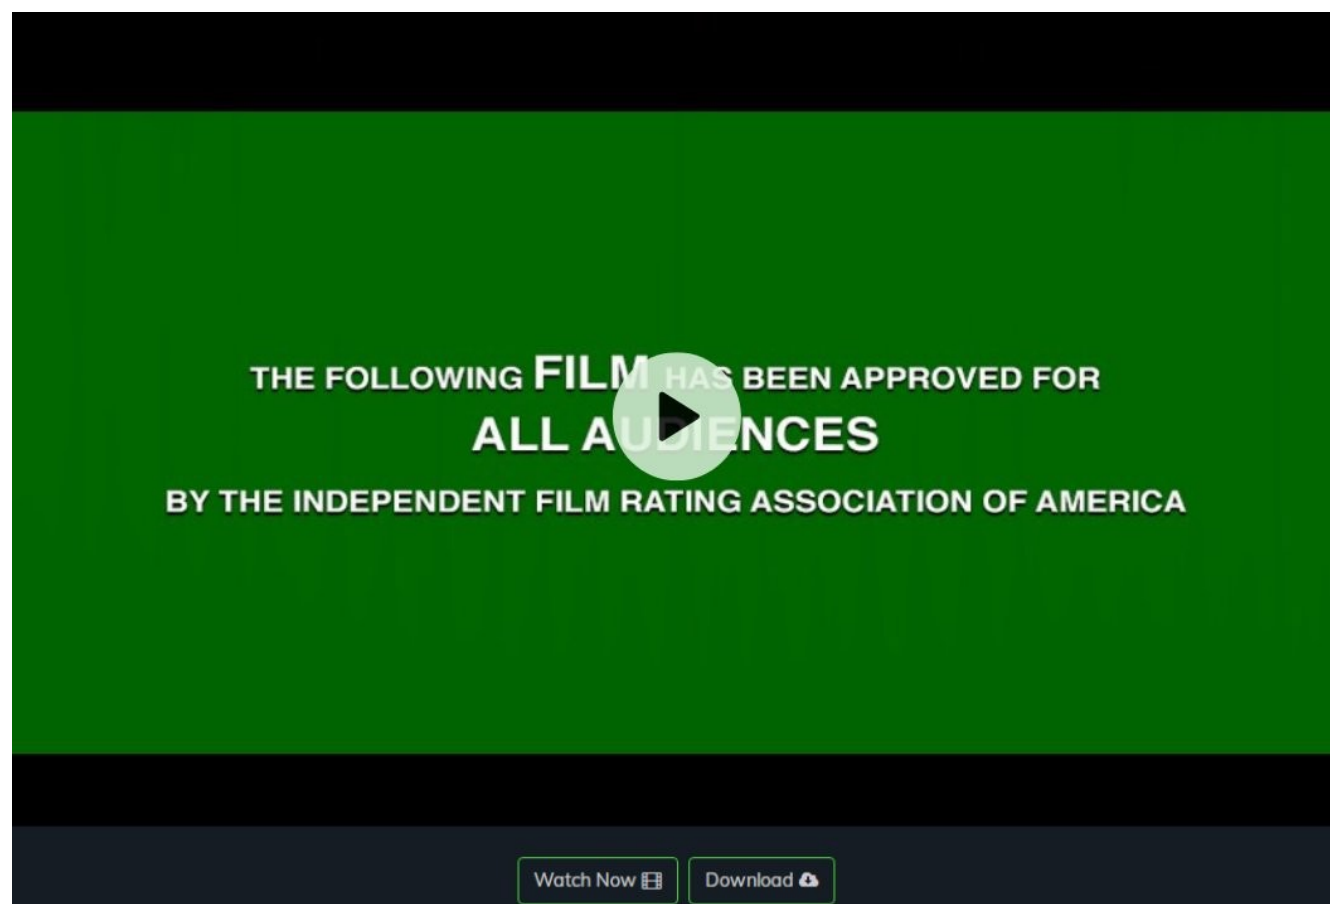 THE FOLLOWING FILM HAS BEEN APPROVED FOR
ALL AUDIENCES
BY THE INDEPENDENT FILM RATING ASSOCIATION OF AMERICA
Watch Now
Download